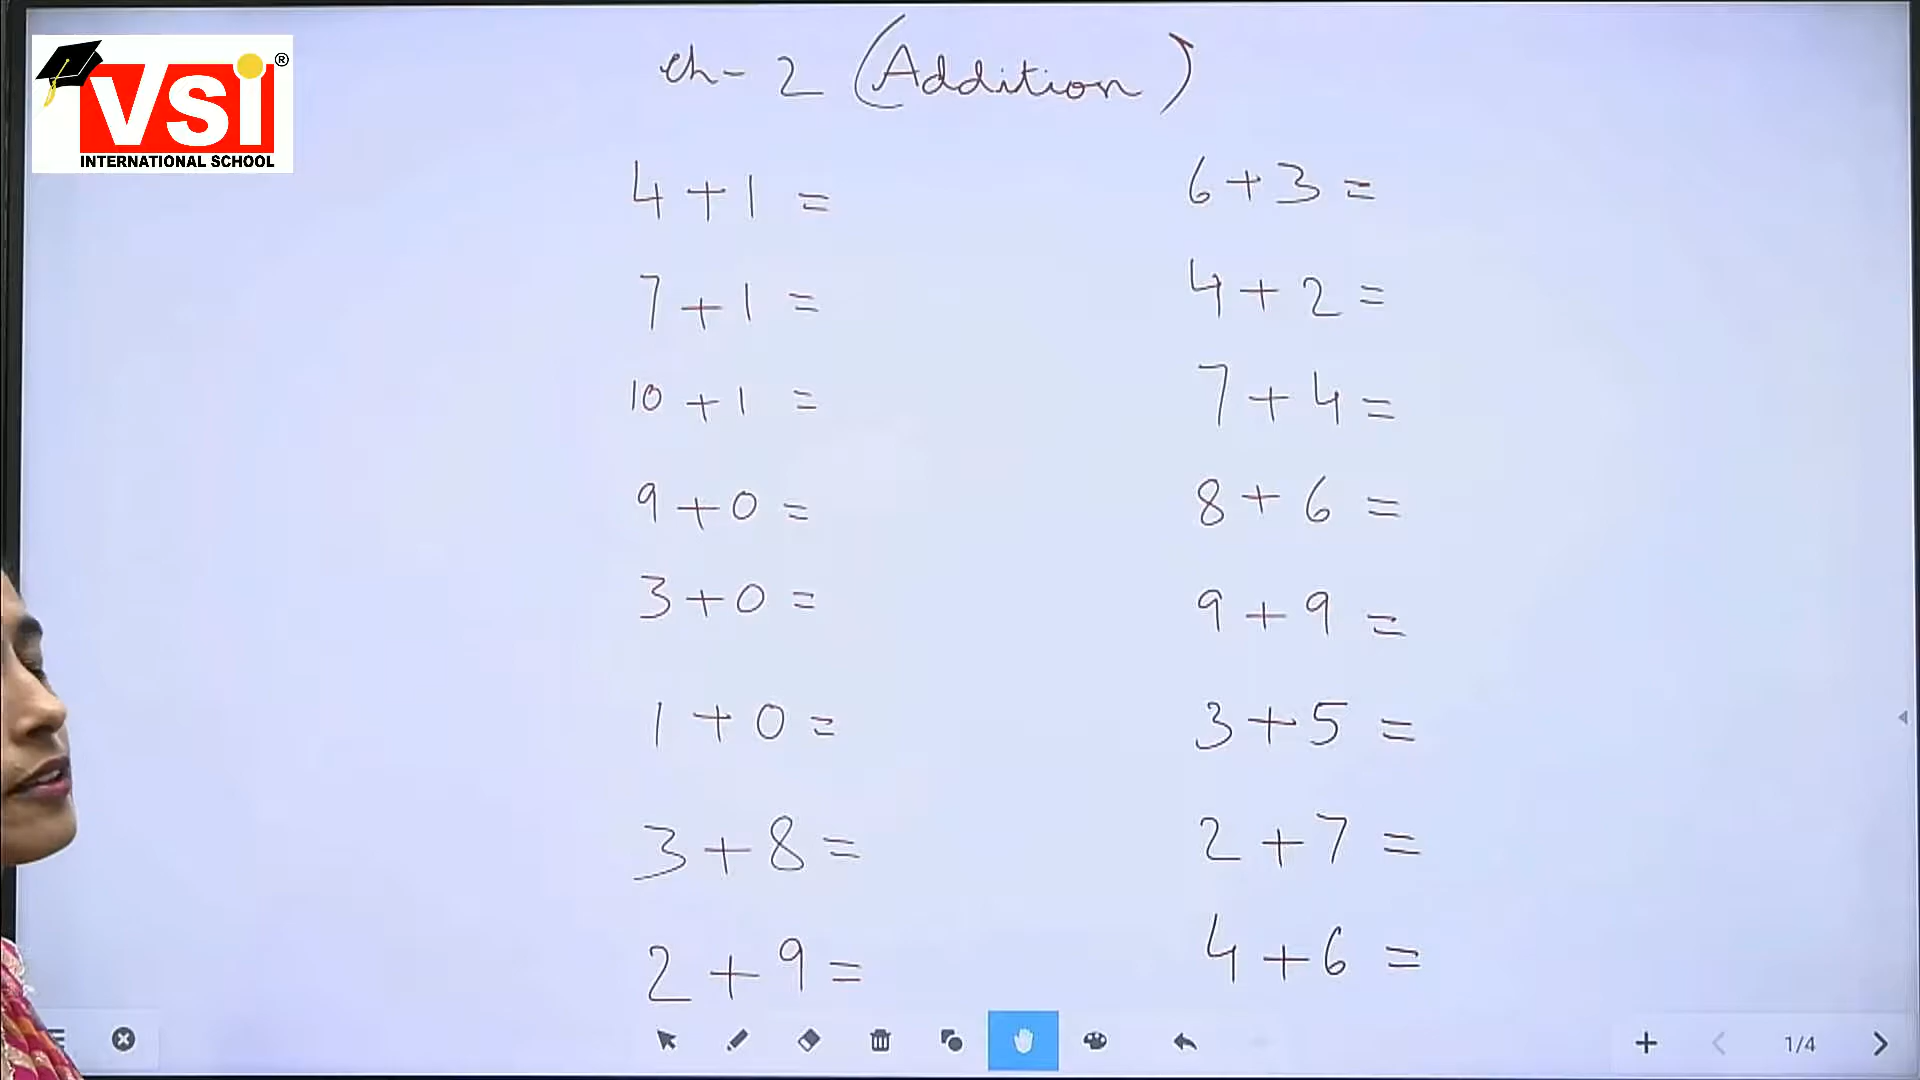 vsi ®
INTERNATIONAL SCHOOL
ch- 2 (Addition)
4 + 1 =
7 + 1 =
10 + 1 =
9 + 0 =
3 + 0 =
1 + 0 =
3 + 8 =
2 + 9 =
6 + 3 =
4 + 2 =
7 + 4 =
8 + 6 =
9 + 9 =
3 + 5 =
2 + 7 =
4 + 6 =
1/4